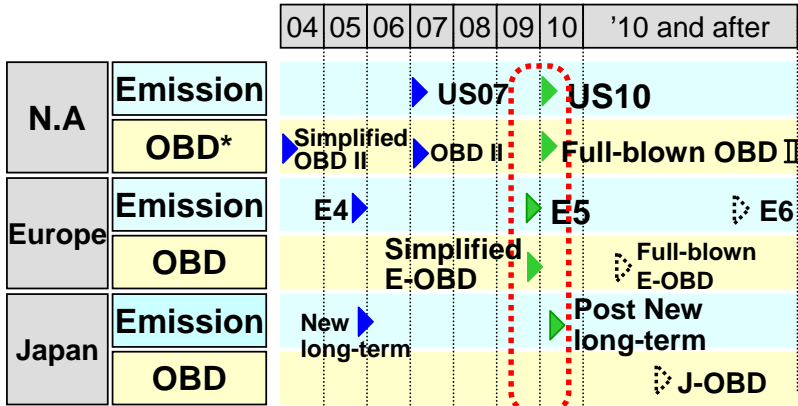 04 05 06 07 08 09 10 '10 and after
N.A
Emission
US07
US10
OBD*
Simplified
OBD II
OBD II
Full-blown OBD Ⅱ
Europe
Emission
E4
E5
E6
OBD
Simplified
E-OBD
Full-blown
E-OBD
Japan
Emission
New
long-term
Post New
long-term
OBD
J-OBD